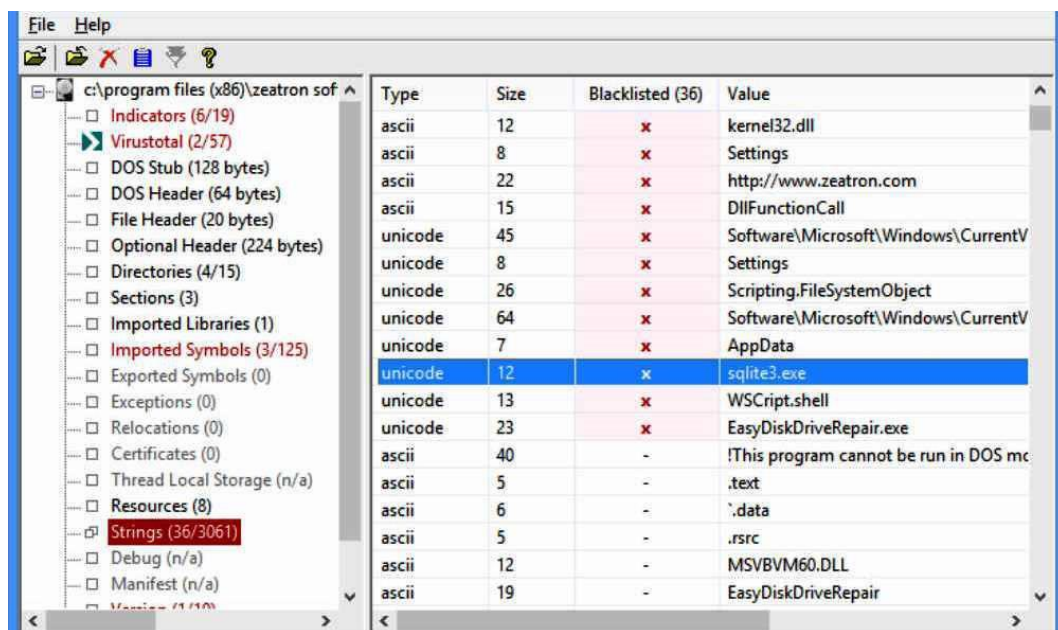 File Help
c:\program files (x86)\zeatron sof
Indicators (6/19)
Virustotal (2/57)
DOS Stub (128 bytes)
DOS Header (64 bytes)
File Header (20 bytes)
Optional Header (224 bytes)
Directories (4/15)
Sections (3)
Imported Libraries (1)
Imported Symbols (3/125)
Exported Symbols (0)
Exceptions (0)
Relocations (0)
Certificates (0)
Thread Local Storage (n/a)
Resources (8)
Strings (36/3061)
Debug (n/a)
Manifest (n/a)
Version (1/10)
Type Size Blacklisted (36) Value
ascii 12 x kernel32.dll
ascii 8 x Settings
ascii 22 x http://www.zeatron.com
ascii 15 x DllFunctionCall
unicode 45 x Software\Microsoft\Windows\CurrentV
unicode 8 x Settings
unicode 26 x Scripting.FileSystemObject
unicode 64 x Software\Microsoft\Windows\CurrentV
unicode 7 x AppData
unicode 12 x sqlite3.exe
unicode 13 x WSCript.shell
unicode 23 x EasyDiskDriveRepair.exe
ascii 40 - !This program cannot be run in DOS mo
ascii 5 - .text
ascii 6 - `.data
ascii 5 - .rsrc
ascii 12 - MSVBVM60.DLL
ascii 19 - EasyDiskDriveRepair